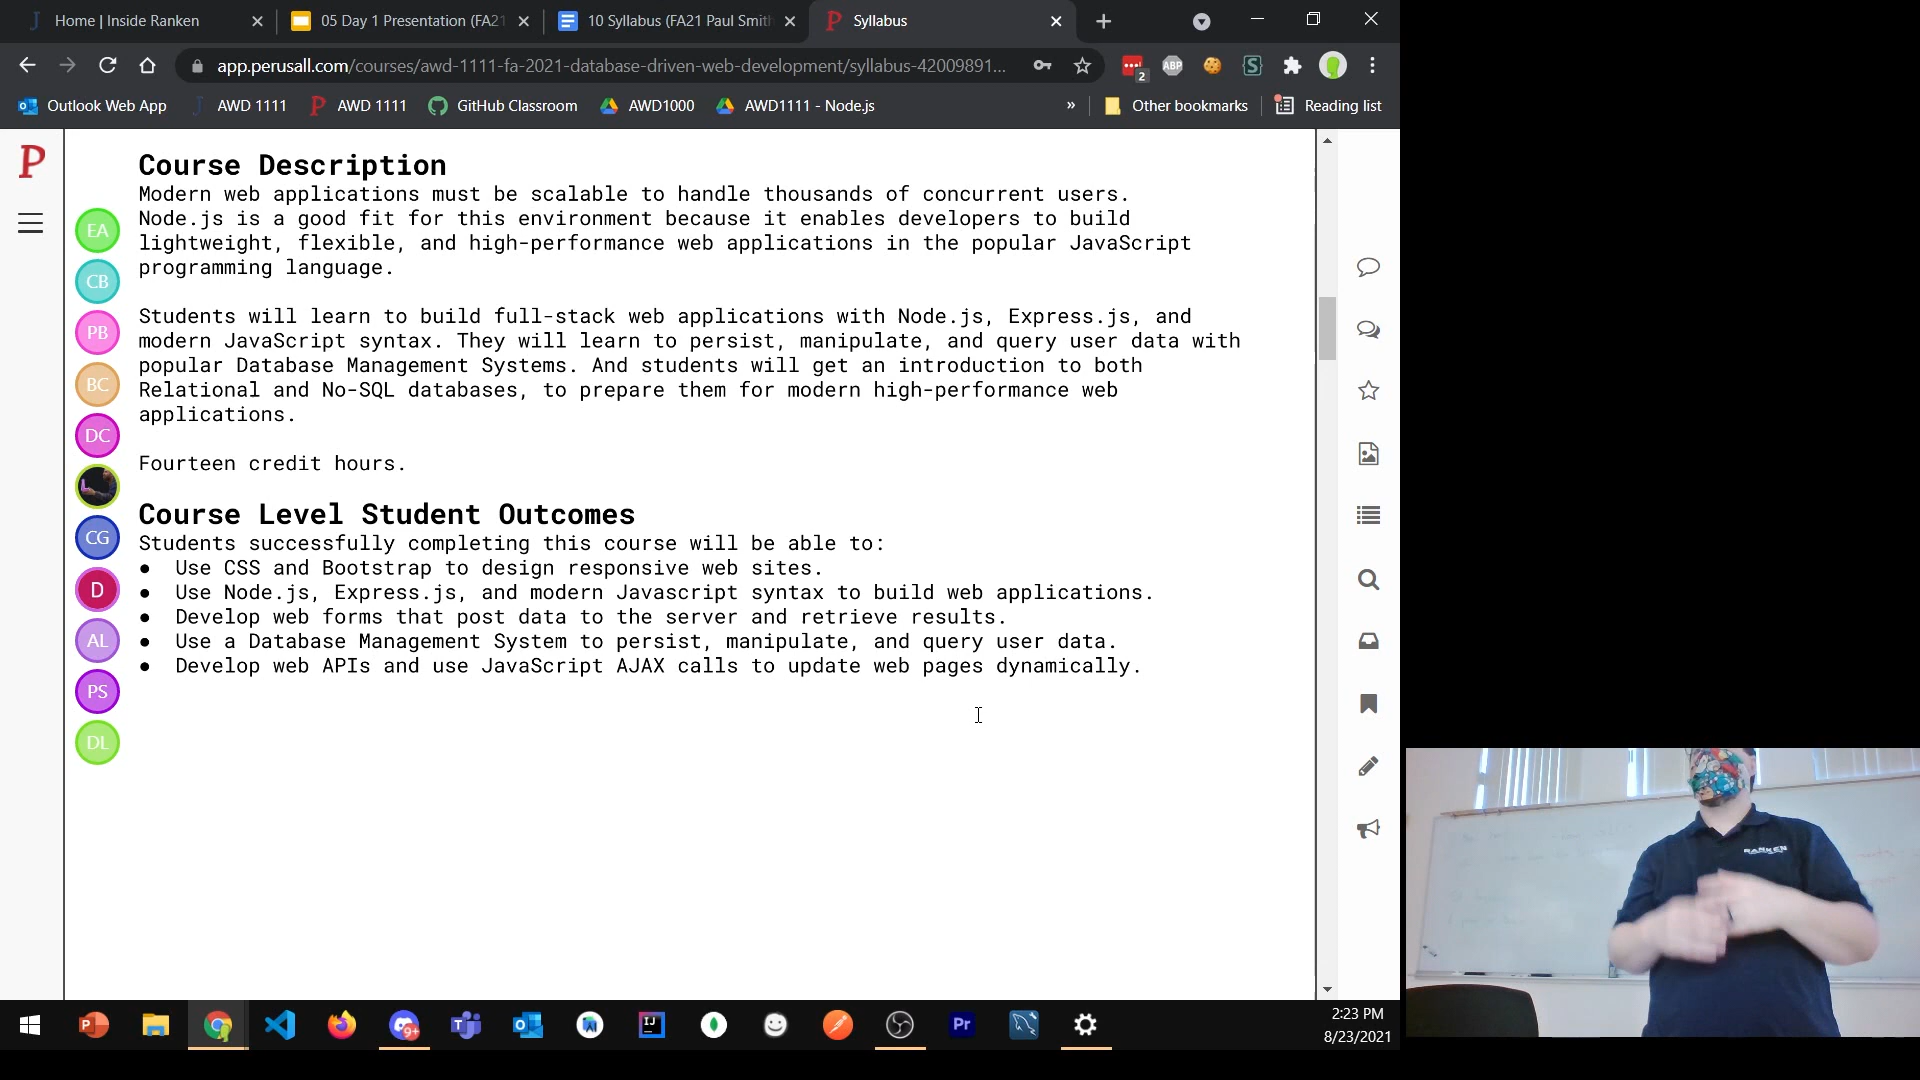 Home | Inside Ranken
05 Day 1 Presentation (FA21
10 Syllabus (FA21 Paul Smith
Syllabus
app.perusall.com/courses/awd-1111-fa-2021-database-driven-web-development/syllabus-42009891...
2
ABP
Outlook Web App
AWD 1111
AWD 1111
GitHub Classroom
AWD1000
AWD1111 - Node.js
»
Other bookmarks
Reading list
Course Description
Modern web applications must be scalable to handle thousands of concurrent users.
Node.js is a good fit for this environment because it enables developers to build
lightweight, flexible, and high-performance web applications in the popular JavaScript
programming language.
Students will learn to build full-stack web applications with Node.js, Express.js, and
modern JavaScript syntax. They will learn to persist, manipulate, and query user data with
popular Database Management Systems. And students will get an introduction to both
Relational and No-SQL databases, to prepare them for modern high-performance web
applications.
Fourteen credit hours.
Course Level Student Outcomes
Students successfully completing this course will be able to:
● Use CSS and Bootstrap to design responsive web sites.
● Use Node.js, Express.js, and modern Javascript syntax to build web applications.
● Develop web forms that post data to the server and retrieve results.
● Use a Database Management System to persist, manipulate, and query user data.
● Develop web APIs and use JavaScript AJAX calls to update web pages dynamically.
EA
CB
PB
BC
DC
CG
D
AL
PS
DL
RANKEN
9+
IJ
Pr
2:23 PM
8/23/2021